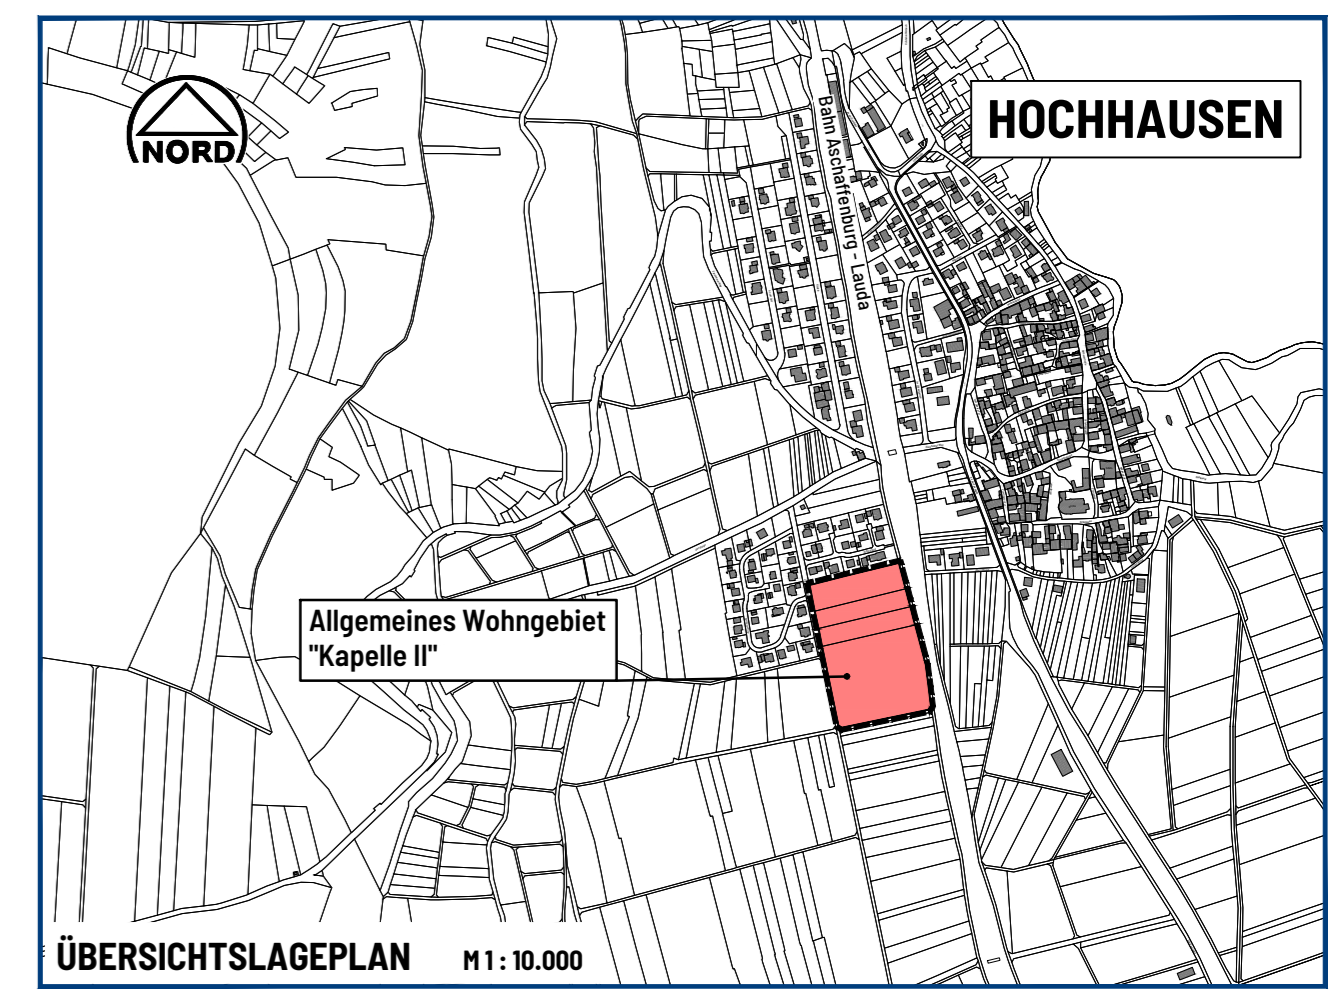 HOCHHAUSEN
NORD
Bahn Aschaffenburg - Lauda
Allgemeines Wohngebiet
"Kapelle II"
ÜBERSICHTSLAGEPLAN M 1 : 10.000